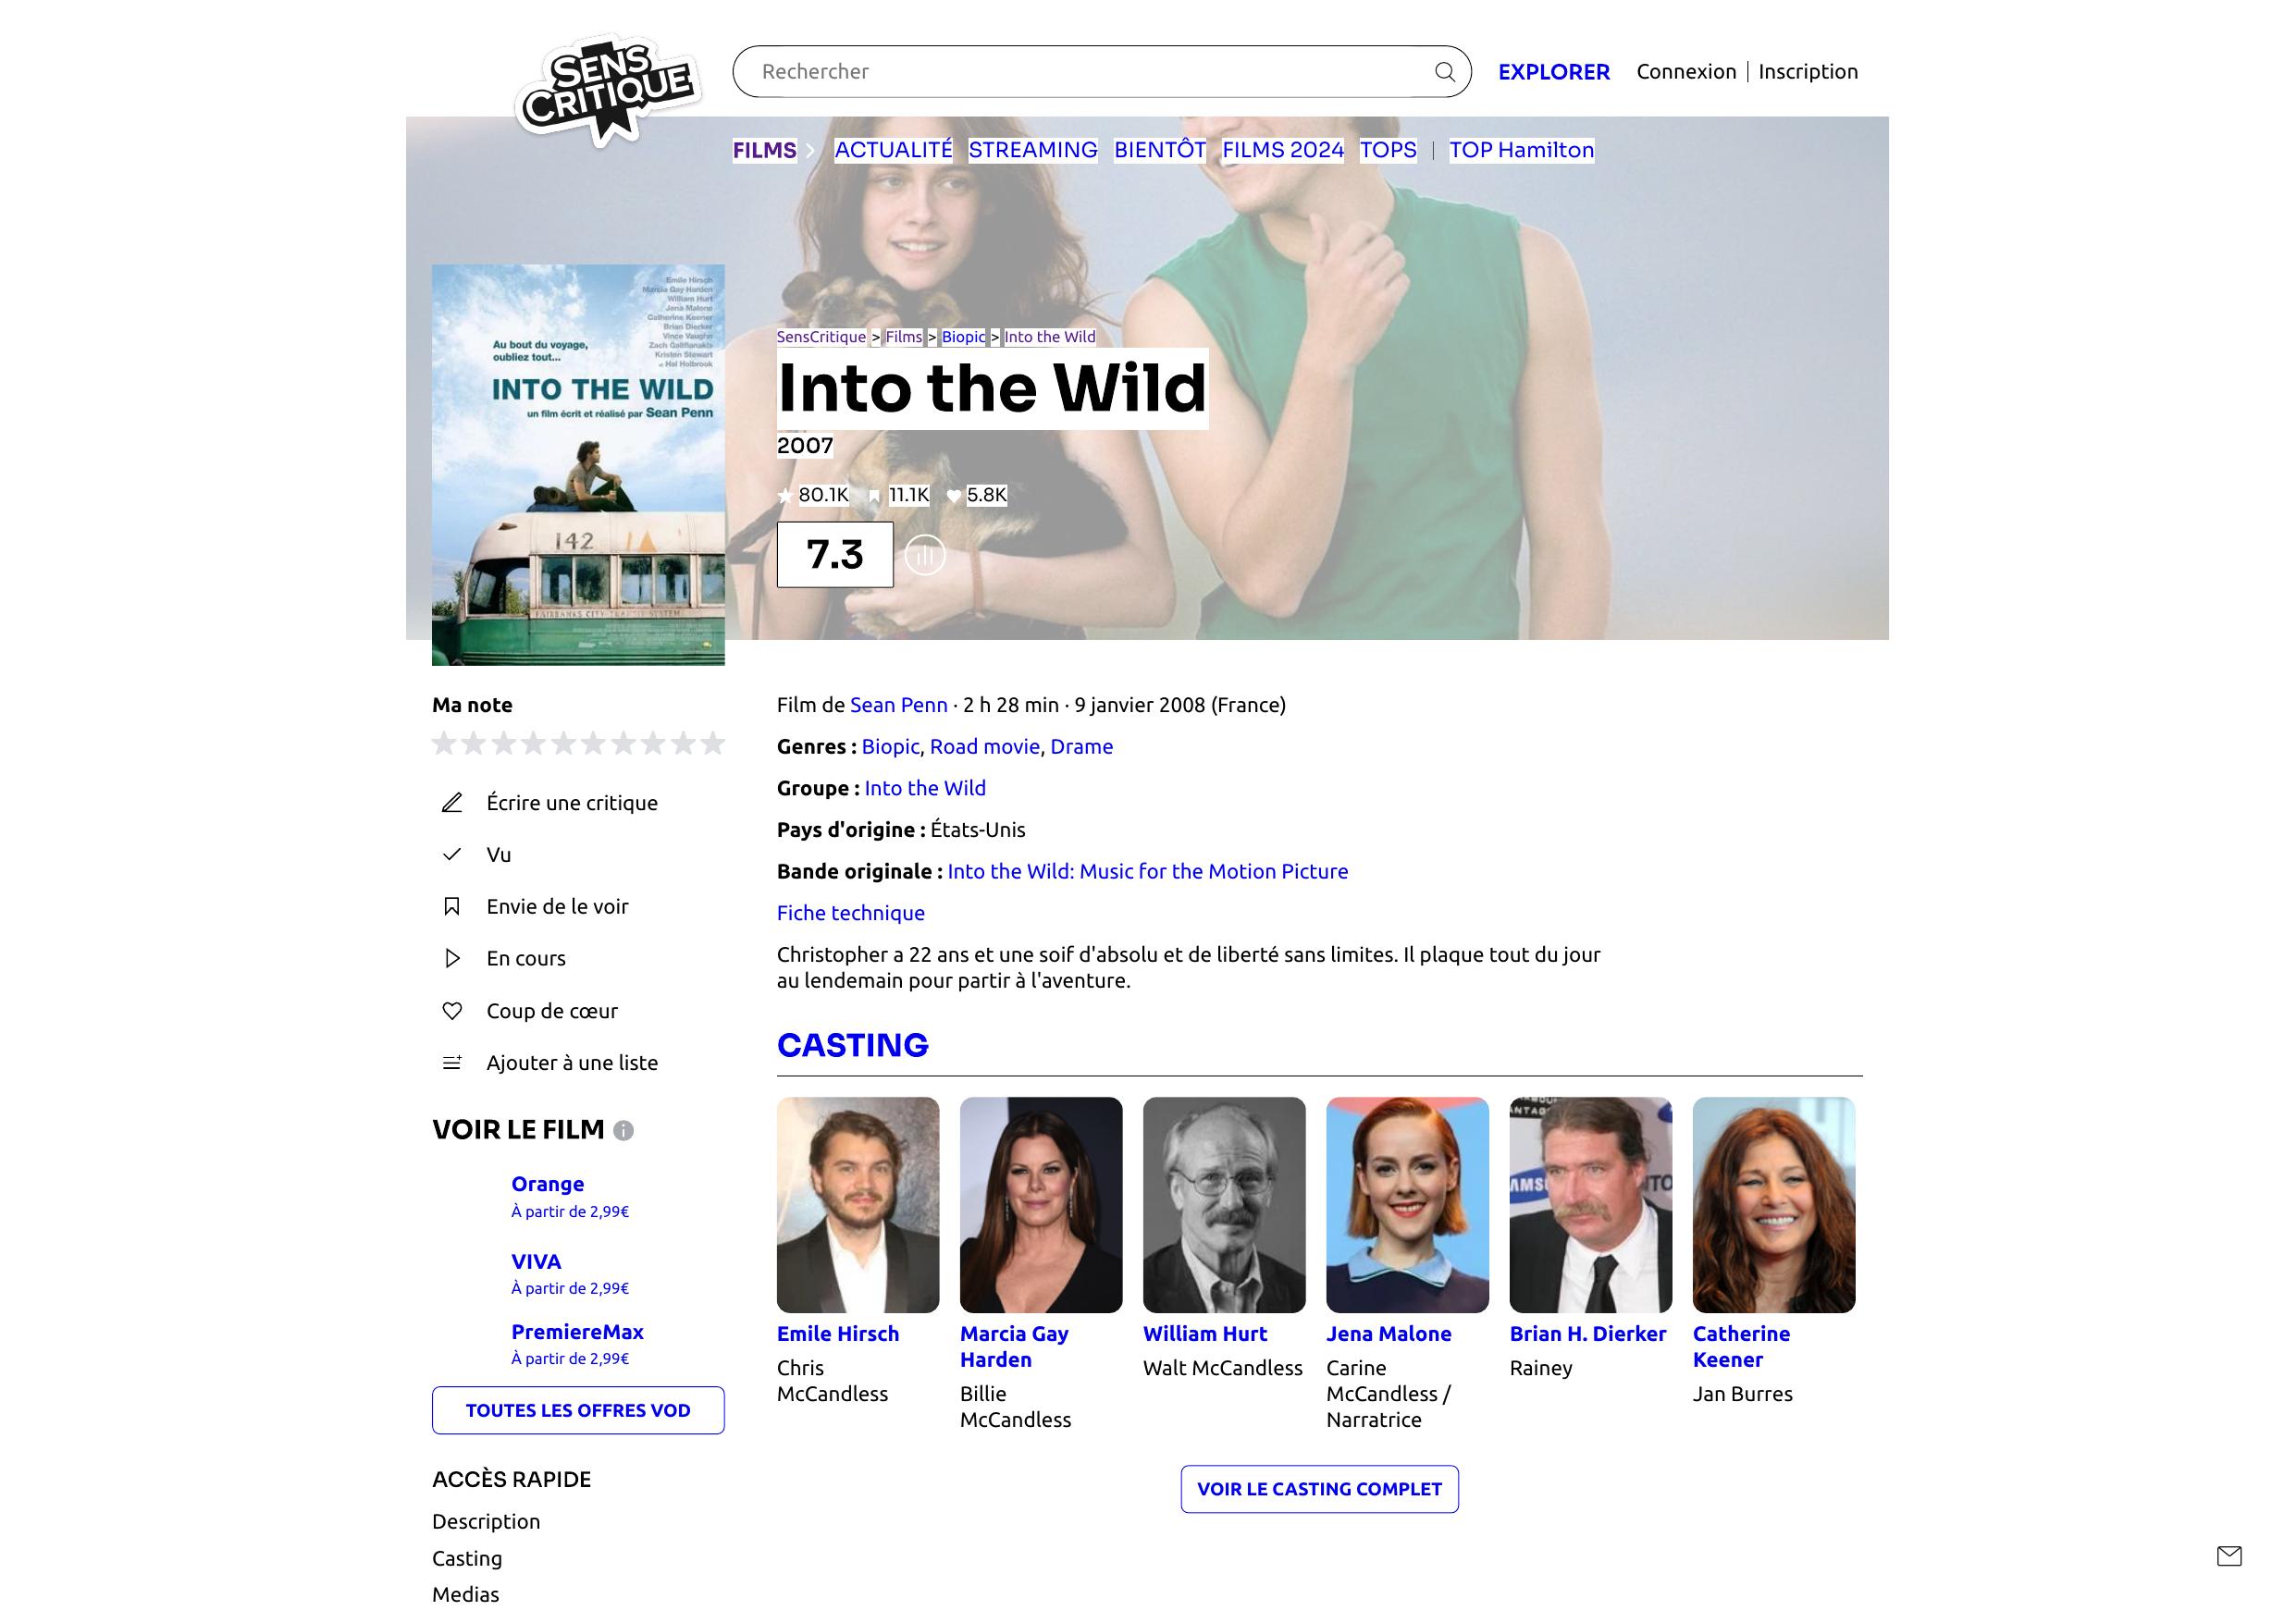 SENS
CRITIQUE
Rechercher
EXPLORER
Connexion | Inscription
FILMS
ACTUALITÉ
STREAMING
BIENTÔT
FILMS 2024
TOPS
|
TOP Hamilton
Emile Hirsch
Marcia Gay Harden
William Hurt
Jena Malone
Catherine Keener
Brian Dierker
Vince Vaughn
Zach Galifianakis
Kristen Stewart
et Hal Holbrook
Au bout du voyage,
oubliez tout...
INTO THE WILD
un film écrit et réalisé par Sean Penn
142
FAIRBANKS CITY TRANSIT SYSTEM
SensCritique > Films > Biopic > Into the Wild
Into the Wild
2007
80.1K
11.1K
5.8K
7.3
Ma note
Écrire une critique
Vu
Envie de le voir
En cours
Coup de cœur
Ajouter à une liste
VOIR LE FILM
Orange
À partir de 2,99€
VIVA
À partir de 2,99€
PremiereMax
À partir de 2,99€
TOUTES LES OFFRES VOD
ACCÈS RAPIDE
Description
Casting
Medias
Film de Sean Penn · 2 h 28 min · 9 janvier 2008 (France)
Genres : Biopic, Road movie, Drame
Groupe : Into the Wild
Pays d'origine : États-Unis
Bande originale : Into the Wild: Music for the Motion Picture
Fiche technique
Christopher a 22 ans et une soif d'absolu et de liberté sans limites. Il plaque tout du jour
au lendemain pour partir à l'aventure.
CASTING
Emile Hirsch
Chris
McCandless
Marcia Gay
Harden
Billie
McCandless
William Hurt
Walt McCandless
Jena Malone
Carine
McCandless /
Narratrice
Brian H. Dierker
Rainey
Catherine
Keener
Jan Burres
VOIR LE CASTING COMPLET